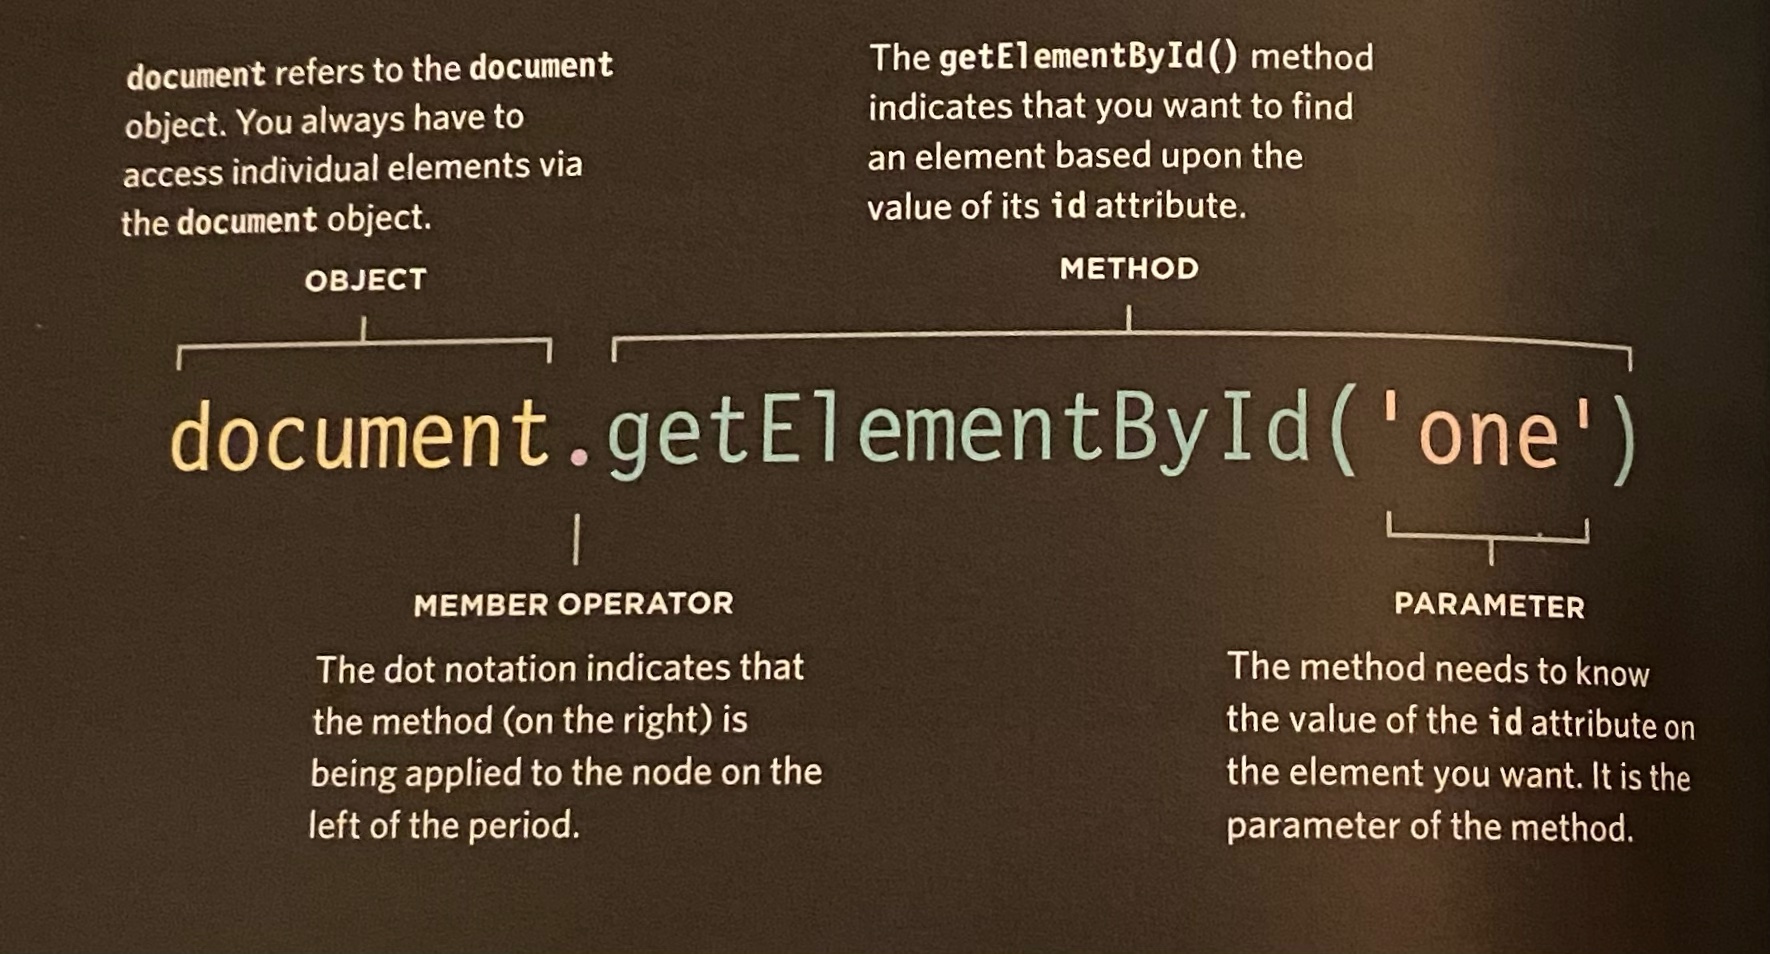 document refers to the document
object. You always have to
access individual elements via
the document object.
OBJECT
The getElementById() method
indicates that you want to find
an element based upon the
value of its id attribute.
METHOD
document.getElementById('one')
MEMBER OPERATOR
The dot notation indicates that
the method (on the right) is
being applied to the node on the
left of the period.
PARAMETER
The method needs to know
the value of the id attribute on
the element you want. It is the
parameter of the method.